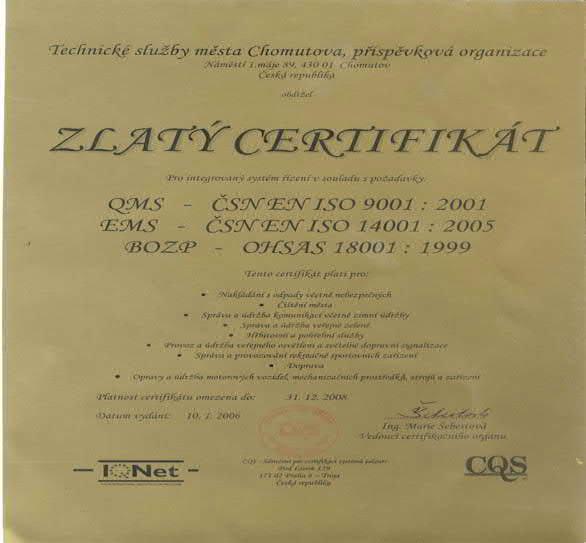 Technické služby města Chomutova, příspěvková organizace
Náměstí 1.máje 89, 430 01 Chomutov
Česká republika
obdržel
ZLATÝ CERTIFIKÁT
Pro integrovaný systém řízení v souladu s požadavky:
QMS - ČSN EN ISO 9001 : 2001
EMS - ČSN EN ISO 14001 : 2005
BOZP - OHSAS 18001 : 1999
Tento certifikát platí pro:
• Nakládání s odpady včetně nebezpečných
• Čištění města
• Správa a údržba komunikací včetně zimní údržby
• Správa a údržba veřejné zeleně
• Hřbitovní a pohřební služby
• Provoz a údržba veřejného osvětlení a světelné dopravní signalizace
• Správa a provozování rekreačně sportovních zařízení
• Doprava
• Opravy a údržba motorových vozidel, mechanizačních prostředků, strojů a zařízení
Platnost certifikátu omezena do: 31. 12. 2008
Datum vydání: 10. 1. 2006
Ing. Marie Šebestová
Vedoucí certifikačního orgánu
CQS
IQNet
CQS - Sdružení pro certifikaci systémů jakosti
Pod Lisem 129
171 02 Praha 8 - Troja
Česká republika
CQS